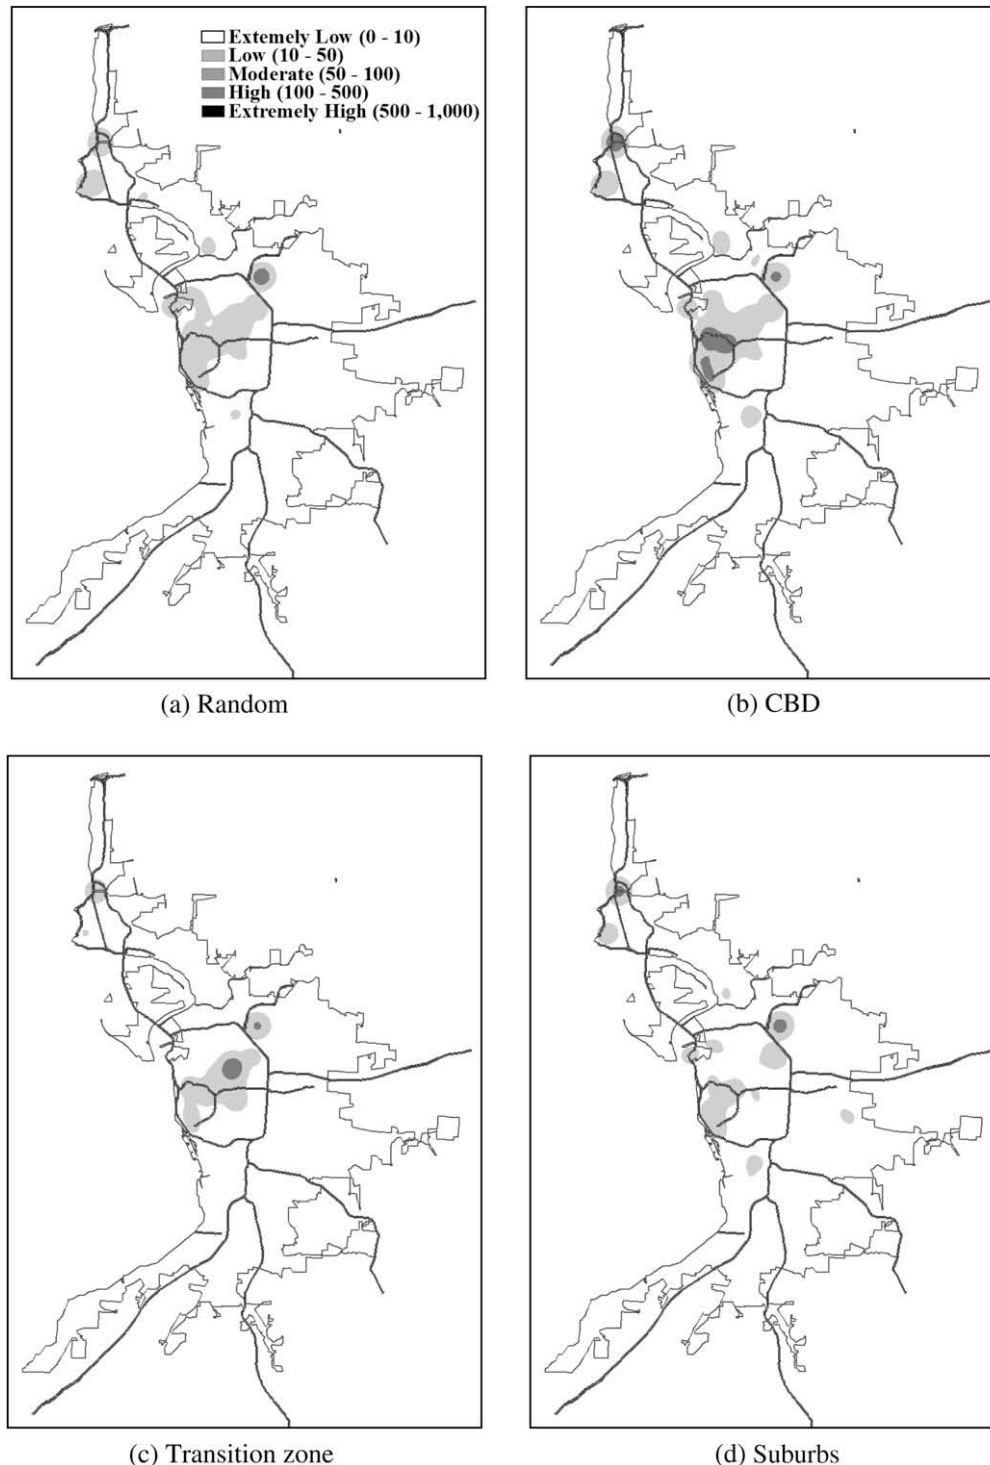 Extemely Low (0 - 10)
Low (10 - 50)
Moderate (50 - 100)
High (100 - 500)
Extremely High (500 - 1,000)
(a) Random
(b) CBD
(c) Transition zone
(d) Suburbs